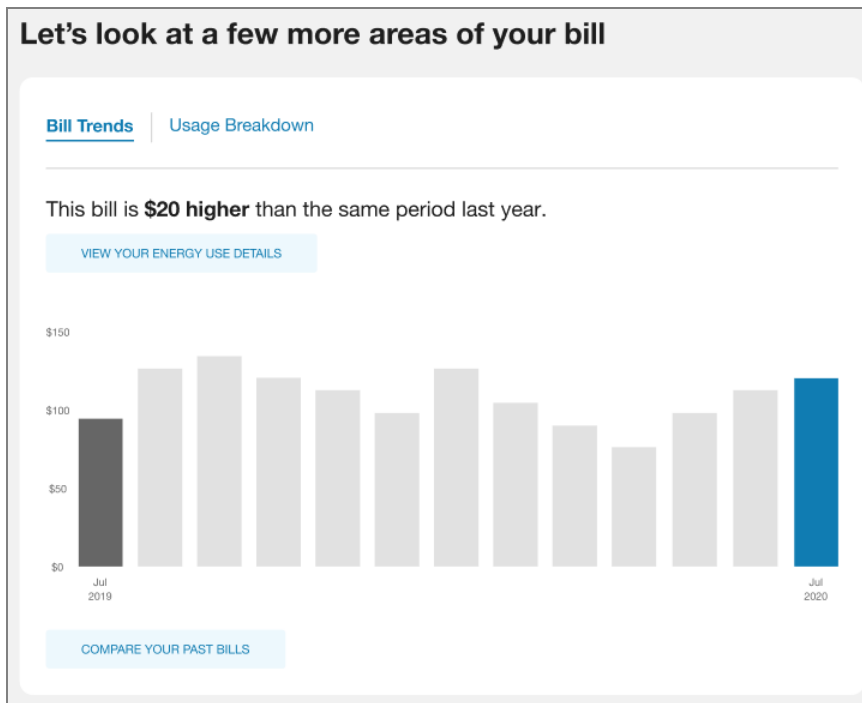 Let’s look at a few more areas of your bill
Bill Trends
Usage Breakdown
This bill is $20 higher than the same period last year.
VIEW YOUR ENERGY USE DETAILS
$150
$100
$50
$0
Jul
2019
Jul
2020
COMPARE YOUR PAST BILLS